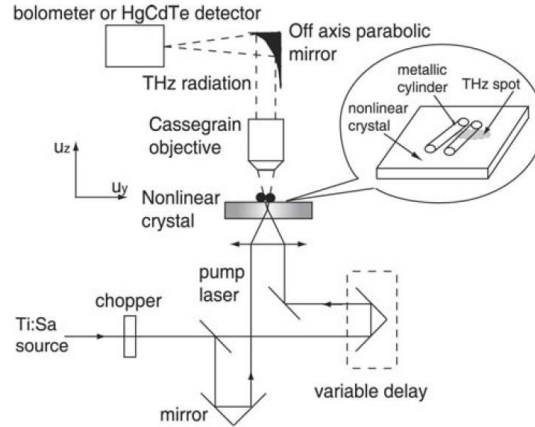 bolometer or HgCdTe detector
Off axis parabolic
mirror
THz radiation
metallic
cylinder
THz spot
nonlinear
crystal
Cassegrain
objective
uz
uy
Nonlinear
crystal
pump
laser
chopper
Ti:Sa
source
variable delay
mirror